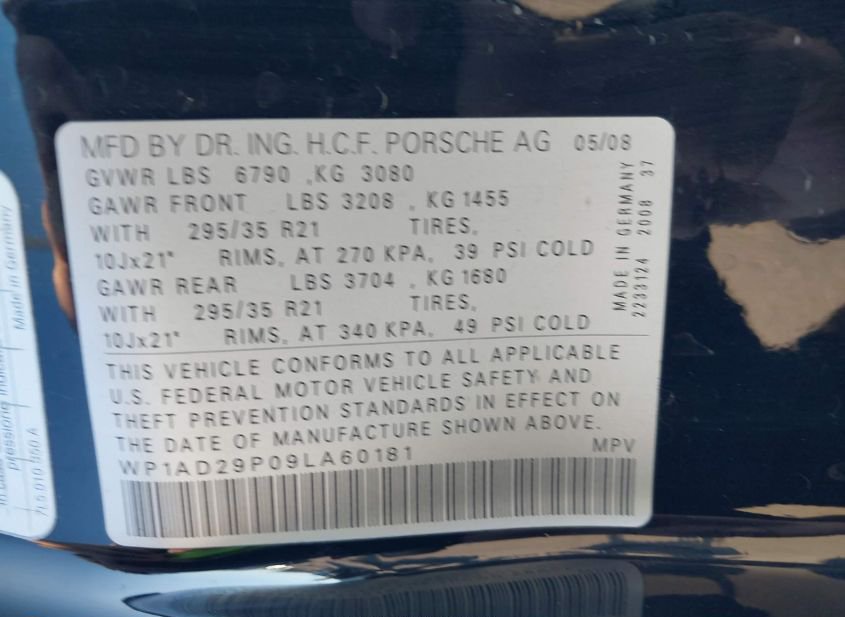 MFD BY DR. ING. H.C.F. PORSCHE AG 05/08
GVWR LBS 6790 ,KG 3080
GAWR FRONT LBS 3208 , KG 1455
WITH 295/35 R21 TIRES,
10Jx21" RIMS, AT 270 KPA, 39 PSI COLD
GAWR REAR LBS 3704 , KG 1680
WITH 295/35 R21 TIRES,
10Jx21" RIMS, AT 340 KPA, 49 PSI COLD
MADE IN GERMANY
2233124 2008 37
THIS VEHICLE CONFORMS TO ALL APPLICABLE
U.S. FEDERAL MOTOR VEHICLE SAFETY AND
THEFT PREVENTION STANDARDS IN EFFECT ON
THE DATE OF MANUFACTURE SHOWN ABOVE.
WP1AD29P09LA60181 MPV
Made in Germany
7L5 010 350 A